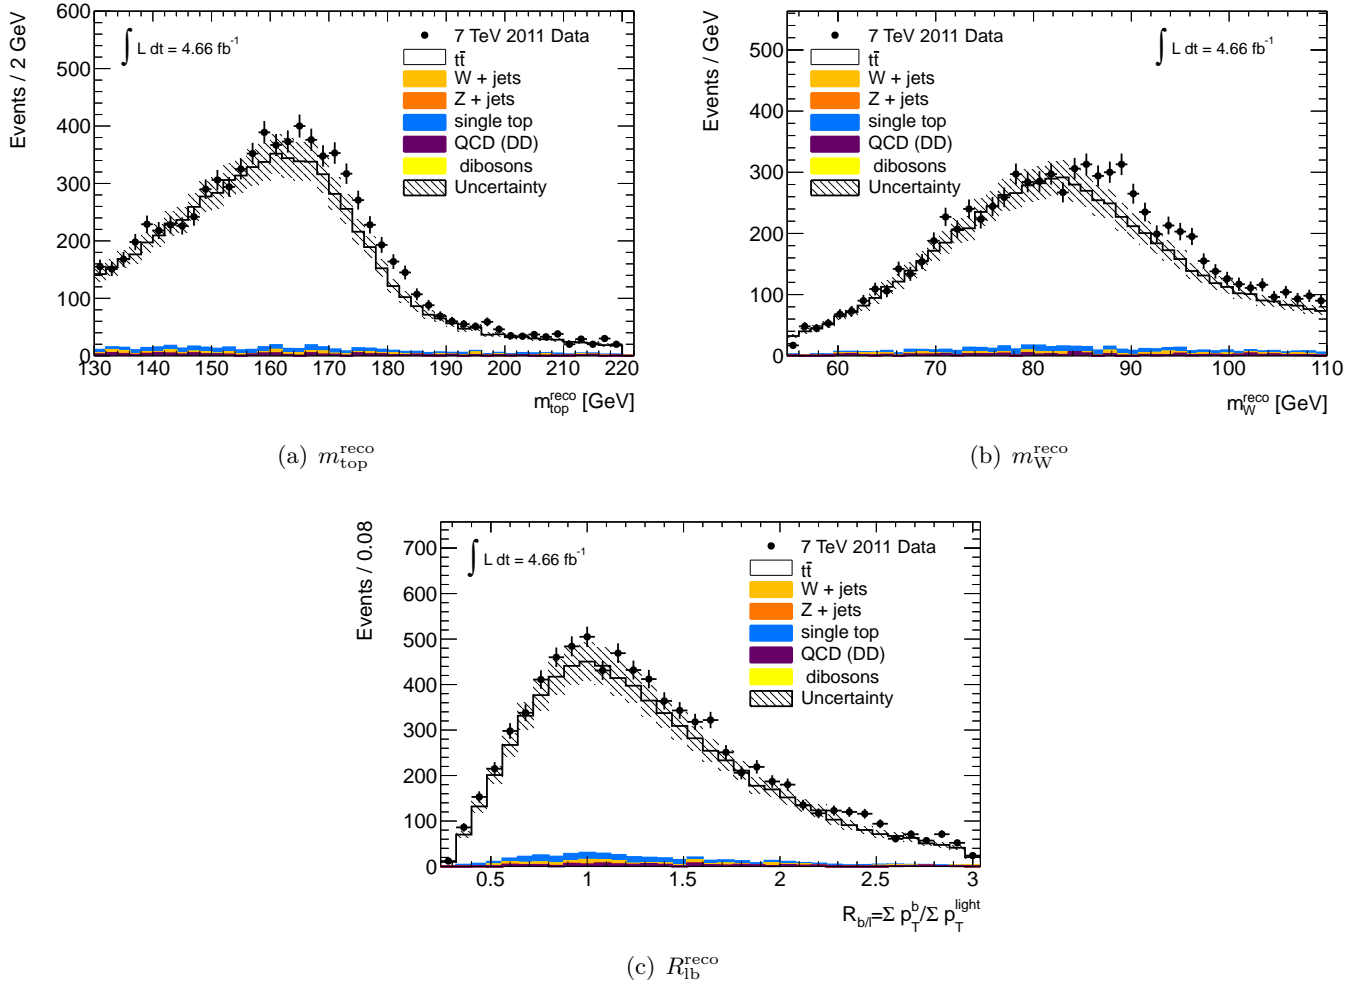 Events / 2 GeV
600
500
400
300
200
100
0
∫ L dt = 4.66 fb⁻¹
7 TeV 2011 Data
tt̄
W + jets
Z + jets
single top
QCD (DD)
dibosons
Uncertainty
130 140 150 160 170 180 190 200 210 220
m_top^reco [GeV]
(a) m_top^reco
Events / GeV
500
400
300
200
100
0
∫ L dt = 4.66 fb⁻¹
7 TeV 2011 Data
tt̄
W + jets
Z + jets
single top
QCD (DD)
dibosons
Uncertainty
60 70 80 90 100 110
m_W^reco [GeV]
(b) m_W^reco
Events / 0.08
700
600
500
400
300
200
100
0
∫ L dt = 4.66 fb⁻¹
7 TeV 2011 Data
tt̄
W + jets
Z + jets
single top
QCD (DD)
dibosons
Uncertainty
0.5 1 1.5 2 2.5 3
R_b/l=Σ p_T^b/Σ p_T^light
(c) R_lb^reco